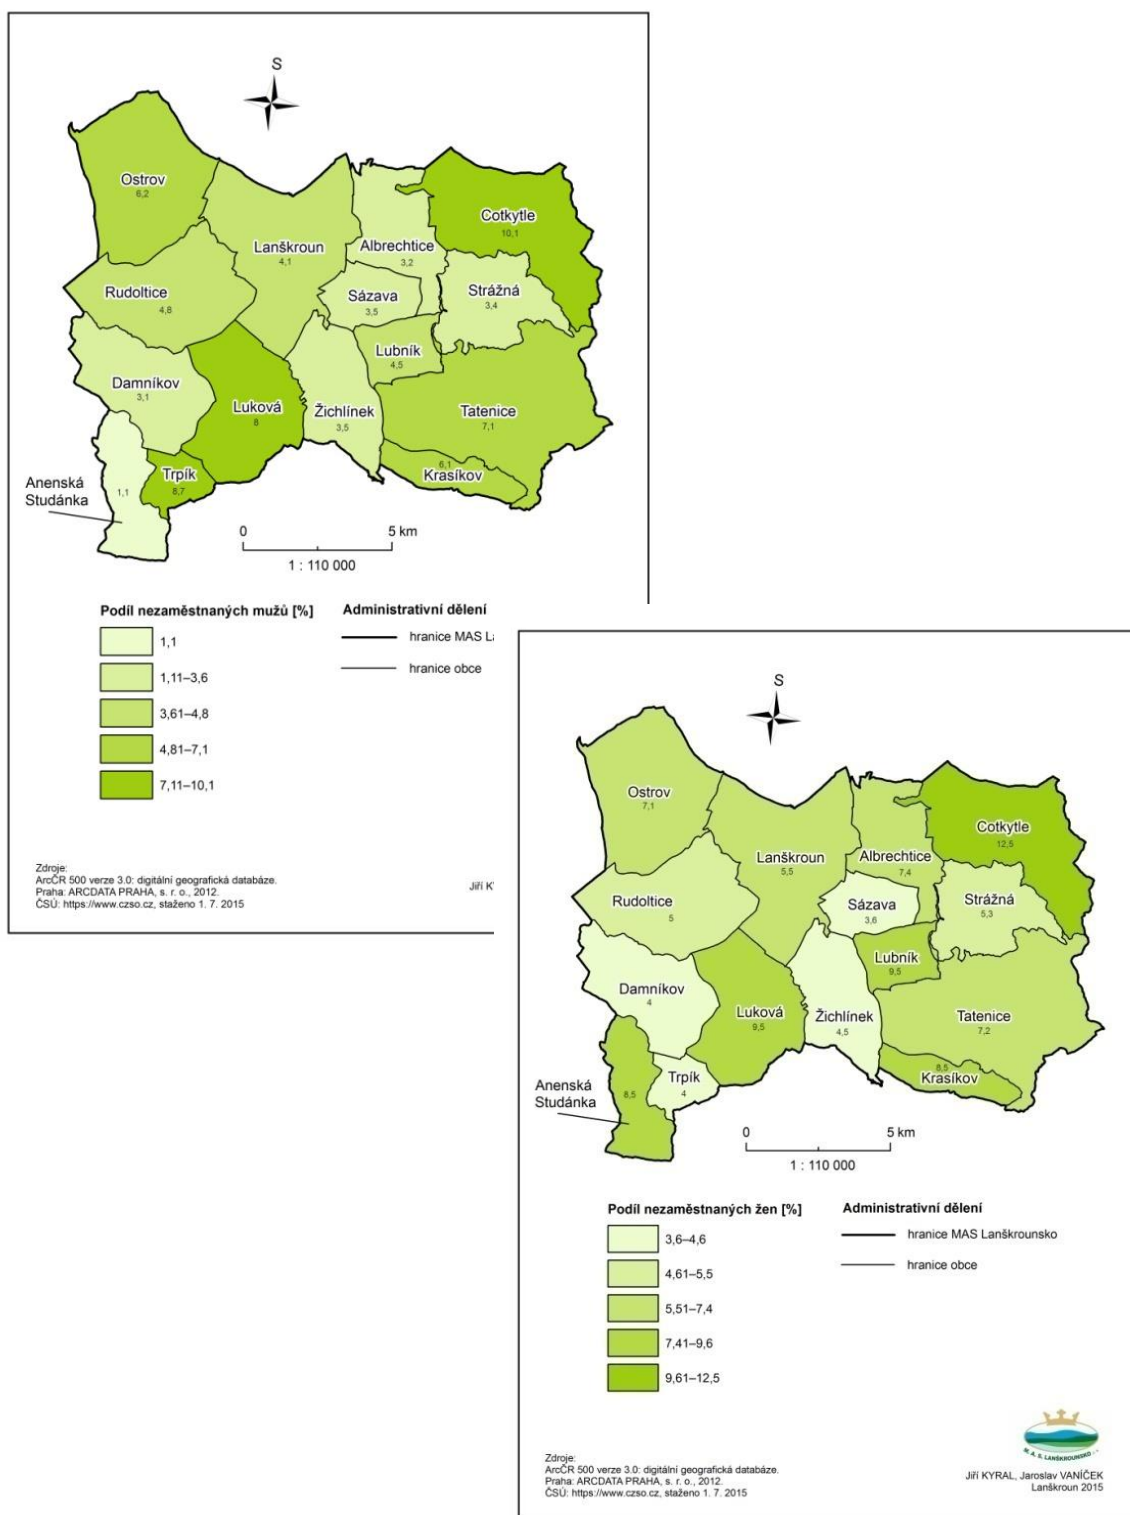 S
Ostrov
6,2
Cotkytle
10,1
Lanškroun
4,1
Albrechtice
3,2
Rudoltice
4,8
Sázava
3,5
Strážná
3,4
Lubník
4,5
Damníkov
3,1
Luková
8
Žichlínek
3,5
Tatenice
7,1
6,1
Krasíkov
Trpík
8,7
Anenská
Studánka
1,1
0 5 km
1 : 110 000
Podíl nezaměstnaných mužů [%]
1,1
1,11–3,6
3,61–4,8
4,81–7,1
7,11–10,1
Administrativní dělení
hranice MAS
hranice obce
Zdroje:
ArcČR 500 verze 3.0: digitální geografická databáze.
Praha: ARCDATA PRAHA, s. r. o., 2012.
ČSÚ: https://www.czso.cz, staženo 1. 7. 2015
Jiří
S
Ostrov
7,1
Cotkytle
12,5
Lanškroun
5,5
Albrechtice
7,4
Rudoltice
5
Sázava
3,6
Strážná
5,3
Lubník
9,5
Damníkov
4
Luková
9,5
Žichlínek
4,5
Tatenice
7,2
8,5
Krasíkov
Trpík
4
Anenská
Studánka
8,5
0 5 km
1 : 110 000
Podíl nezaměstnaných žen [%]
3,6–4,6
4,61–5,5
5,51–7,4
7,41–9,6
9,61–12,5
Administrativní dělení
hranice MAS Lanškrounsko
hranice obce
M. A. S. LANŠKROUNSKO
Zdroje:
ArcČR 500 verze 3.0: digitální geografická databáze.
Praha: ARCDATA PRAHA, s. r. o., 2012.
ČSÚ: https://www.czso.cz, staženo 1. 7. 2015
Jiří KYRAL, Jaroslav VANÍČEK
Lanškroun 2015